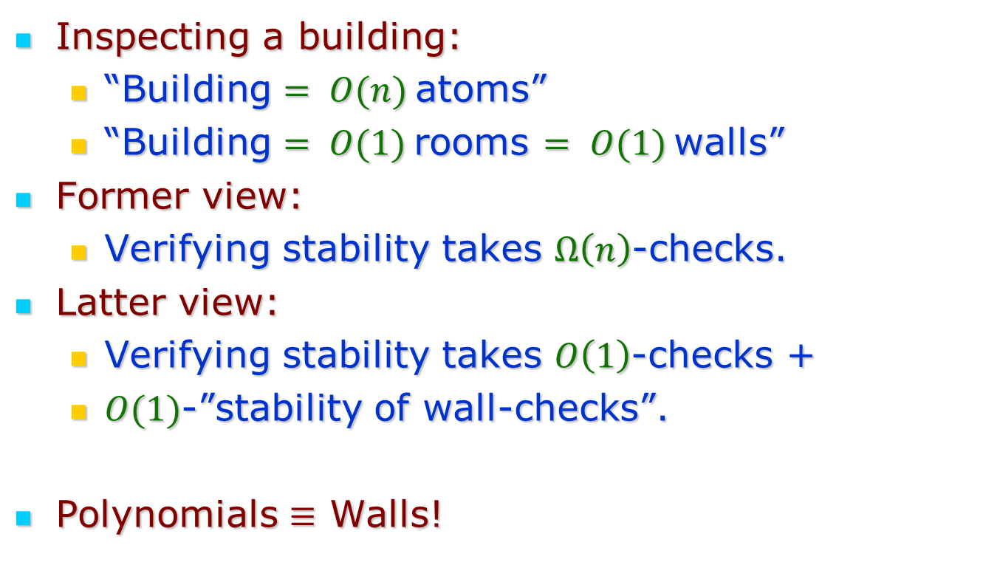 Inspecting a building:
“Building = O(n) atoms”
“Building = O(1) rooms = O(1) walls”
Former view:
Verifying stability takes Ω(n)-checks.
Latter view:
Verifying stability takes O(1)-checks +
O(1)-”stability of wall-checks”.
Polynomials ≡ Walls!